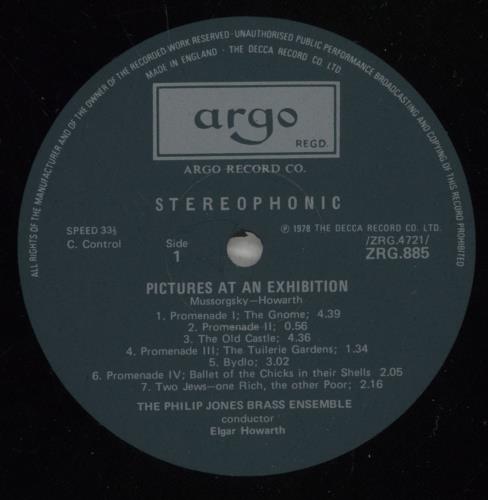 ALL RIGHTS OF THE MANUFACTURER AND OF THE OWNER OF THE RECORDED WORK RESERVED · UNAUTHORISED PUBLIC PERFORMANCE BROADCASTING AND COPYING OF THIS RECORD PROHIBITED
MADE IN ENGLAND · THE DECCA RECORD CO. LTD.
argo
REGD.
ARGO RECORD CO.
STEREOPHONIC
SPEED 33⅓
C. Control
Side
1
℗ 1978 THE DECCA RECORD CO. LTD.
/ZRG.4721/
ZRG.885
PICTURES AT AN EXHIBITION
Mussorgsky—Howarth
1. Promenade I; The Gnome; 4.39
2. Promenade II; 0.56
3. The Old Castle; 4.36
4. Promenade III; The Tuilerie Gardens; 1.34
5. Bydlo; 3.02
6. Promenade IV; Ballet of the Chicks in their Shells 2.05
7. Two Jews—one Rich, the other Poor; 2.16
THE PHILIP JONES BRASS ENSEMBLE
conductor
Elgar Howarth